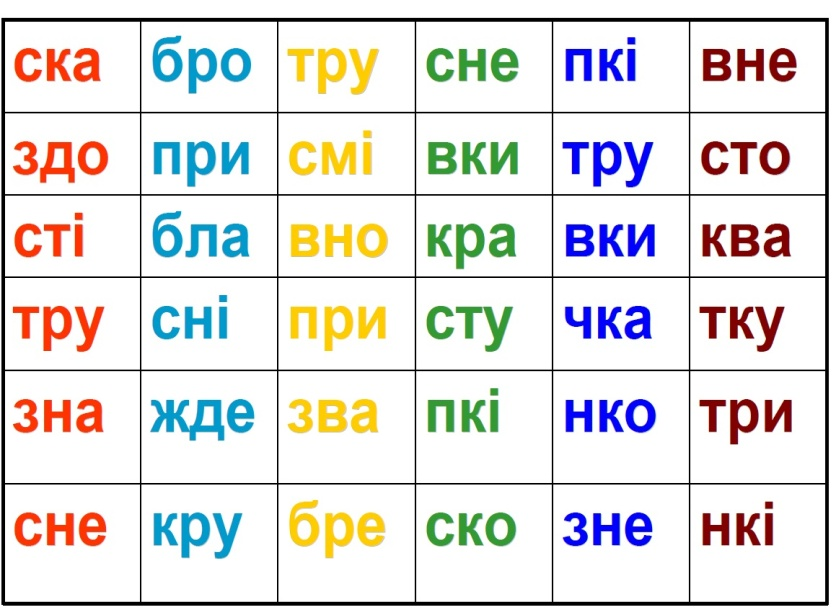 ска бро тру сне пкі вне
здо при смі вки тру сто
сті бла вно кра вки ква
тру сні при сту чка тку
зна жде зва пкі нко три
сне кру бре ско зне нкі